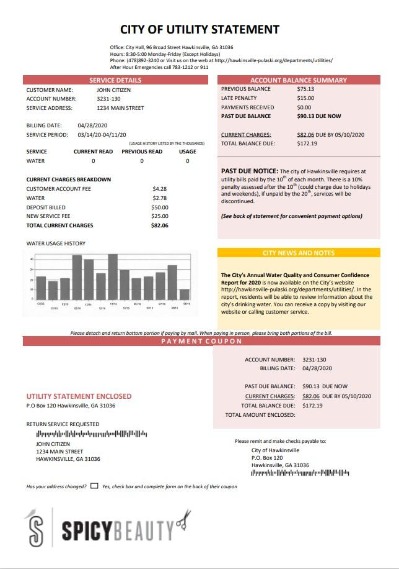 CITY OF UTILITY STATEMENT
Office: City Hall, 96 Broad Street Hawkinsville, GA 31036
Hours: 8:30-5:00 Monday-Friday (Except Holidays)
Phone: (478)892-3240 or Visit us on the web at http://hawkinsville-pulaski.org/departments/utilities/
After Hour Emergencies call 783-1212 or 911
SERVICE DETAILS
CUSTOMER NAME: JOHN CITIZEN
ACCOUNT NUMBER: 3231-130
SERVICE ADDRESS: 1234 MAIN STREET
BILLING DATE: 04/28/2020
SERVICE PERIOD: 03/14/20-04/11/20
(USAGE HISTORY LISTED IN THE THOUSANDS)
SERVICE CURRENT READ PREVIOUS READ USAGE
WATER 0 0 0
CURRENT CHARGES BREAKDOWN
CUSTOMER ACCOUNT FEE $4.28
WATER $2.78
DEPOSIT BILLED $50.00
NEW SERVICE FEE $25.00
TOTAL CURRENT CHARGES $82.06
WATER USAGE HISTORY
ACCOUNT BALANCE SUMMARY
PREVIOUS BALANCE $75.13
LATE PENALTY $15.00
PAYMENTS RECEIVED $0.00
PAST BALANCE DUE $90.13 DUE NOW
CURRENT CHARGES: $82.06 DUE BY 05/10/2020
TOTAL BALANCE DUE: $172.19
PAST DUE NOTICE: The city of Hawkinsville requires at
utility bills paid by the 10th of each month. There is a 10%
penalty assessed after the 10th (could charge due to holidays
and weekends), if unpaid by the 20th, services will be
discontinued.
(See back of statement for convenient payment options)
CITY NEWS AND NOTES
The City's Annual Water Quality and Consumer Confidence
Report for 2020 is now available on the City's website
http://hawkinsville-pulaski.org/departments/utilities/. In the
report, residents will be able to review information about the
city's drinking water. You can receive a copy by visiting our
website or calling customer service.
Please detach and return bottom portion if paying by mail. When paying in person, please bring both portions of the bill.
PAYMENT COUPON
ACCOUNT NUMBER: 3231-130
BILLING DATE: 04/28/2020
PAST DUE BALANCE: $90.13 DUE NOW
CURRENT CHARGES: $82.06 DUE BY 05/10/2020
TOTAL BALANCE DUE: $172.19
TOTAL AMOUNT ENCLOSED:
UTILITY STATEMENT ENCLOSED
P.O Box 120 Hawkinsville, GA 31036
RETURN SERVICE REQUESTED
JOHN CITIZEN
1234 MAIN STREET
HAWKINSVILLE, GA 31036
Please remit and make checks payable to:
City of Hawkinsville
P.O. Box 120
Hawkinsville, GA 31036
Has your address changed? Yes, check box and complete form on the back of their coupon
S SPICYBEAUTY